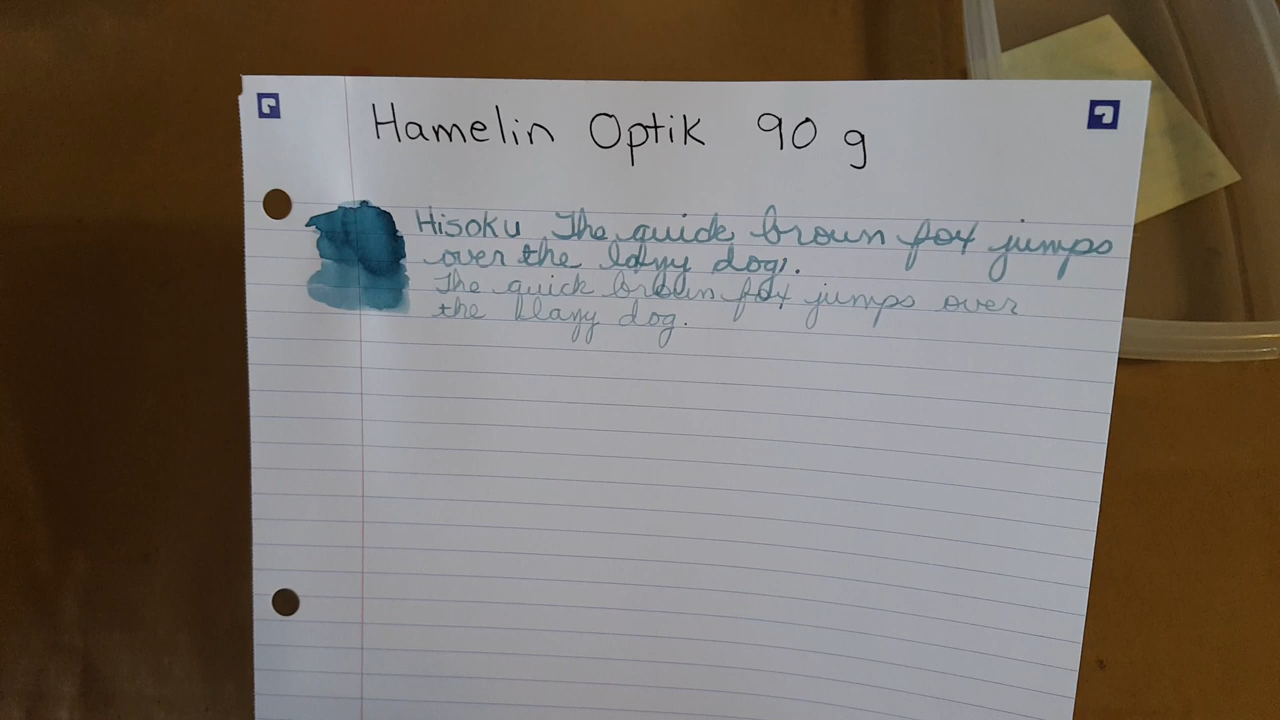 Hamelin Optik 90 g
Hisoku The quick brown fox jumps
over the lazy dog.
The quick brown fox jumps over
the blazy dog.